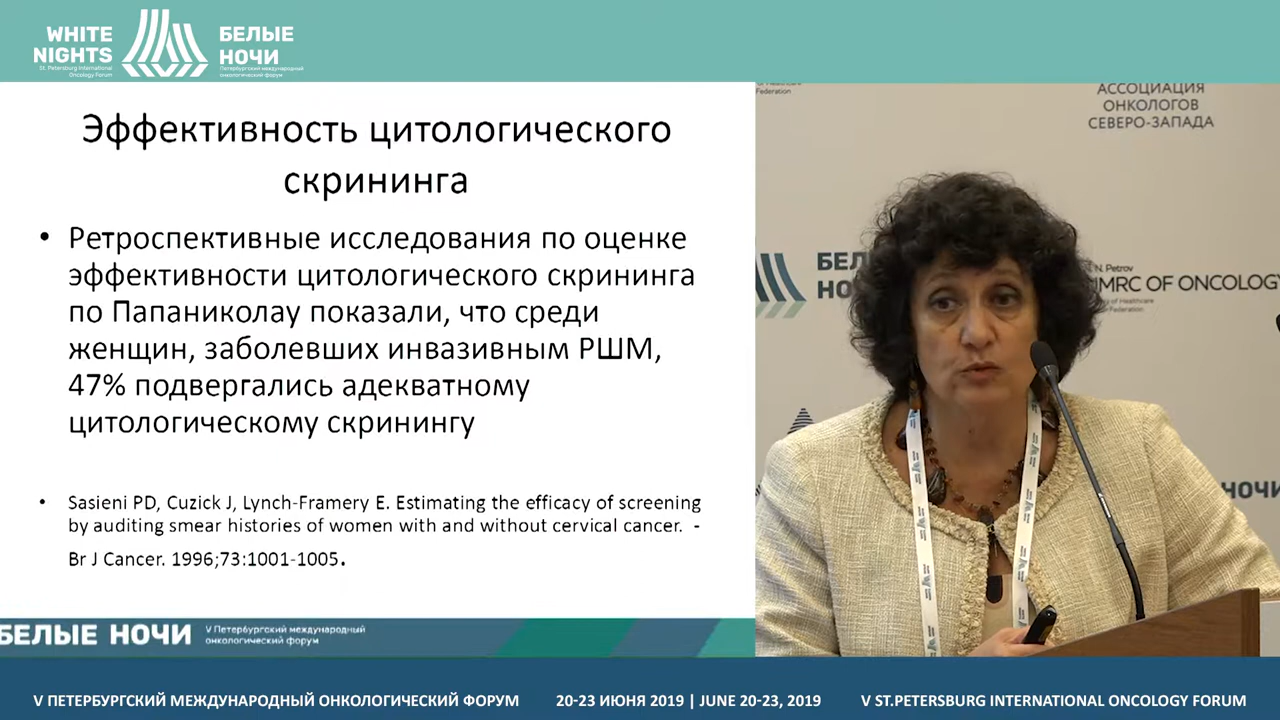 WHITE
NIGHTS
St. Petersburg International
Oncology Forum
БЕЛЫЕ
НОЧИ
Петербургский международный
онкологический форум
Эффективность цитологического
скрининга
• Ретроспективные исследования по оценке
эффективности цитологического скрининга
по Папаниколау показали, что среди
женщин, заболевших инвазивным РШМ,
47% подвергались адекватному
цитологическому скринингу
• Sasieni PD, Cuzick J, Lynch-Framery E. Estimating the efficacy of screening
by auditing smear histories of women with and without cervical cancer. -
Br J Cancer. 1996;73:1001-1005.
БЕЛЫЕ НОЧИ
V Петербургский международный
онкологический форум
Federation
АССОЦИАЦИЯ
ОНКОЛОГОВ
СЕВЕРО-ЗАПАДА
БЕЛ
НО
N. Petrov
NMRC OF ONCOLOGY
of Healthcare
Federation
НОЧИ
V ПЕТЕРБУРГСКИЙ МЕЖДУНАРОДНЫЙ ОНКОЛОГИЧЕСКИЙ ФОРУМ
20-23 ИЮНЯ 2019 | JUNE 20-23, 2019
V ST.PETERSBURG INTERNATIONAL ONCOLOGY FORUM